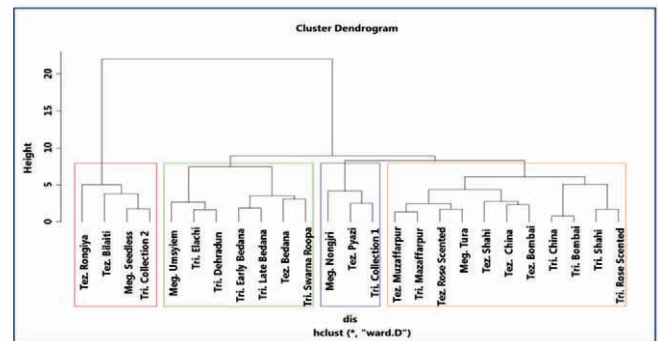 Cluster Dendrogram
Height
20
15
10
5
0
Tez. Rongiya
Tez. Bilaiti
Meg. Seedless
Tri. Collection 2
Meg. Umsyiem
Tri. Elachi
Tri. Dehradun
Tri. Early Bedana
Tri. Late Bedana
Tez. Bedana
Tri. Swarna Roopa
Meg. Nongjri
Tez. Pyazi
Tri. Collection 1
Tez. Muzaffarpur
Tri. Mazaffarpur
Tez. Rose Scented
Meg. Tura
Tez. Shahi
Tez. China
Tez. Bombai
Tri. China
Tri. Bombai
Tri. Shahi
Tri. Rose Scented
dis
hclust (*, "ward.D")